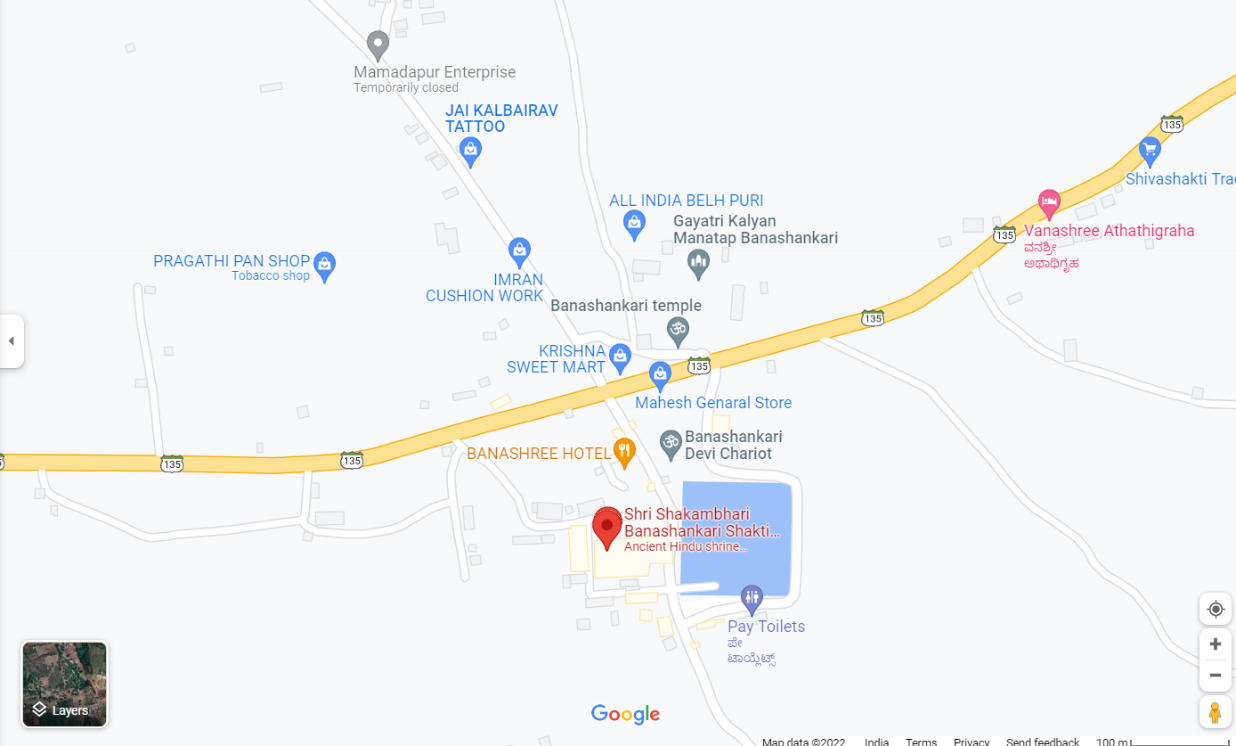 Mamadapur Enterprise
Temporarily closed
JAI KALBAIRAV
TATTOO
135
Shivashakti Tra
ALL INDIA BELH PURI
Gayatri Kalyan
Manatap Banashankari
135
Vanashree Athathigraha
ವನಶ್ರೀ
ಅಥಾಥಿಗೃಹ
PRAGATHI PAN SHOP
Tobacco shop
IMRAN
CUSHION WORK
Banashankari temple
135
KRISHNA
SWEET MART
135
Mahesh Genaral Store
Banashankari
Devi Chariot
BANASHREE HOTEL
135
135
Shri Shakambhari
Banashankari Shakti...
Ancient Hindu shrine...
Pay Toilets
ಪೇ
ಟಾಯ್ಲೆಟ್ಸ್
Layers
Google
Map data ©2022 India Terms Privacy Send feedback 100 m